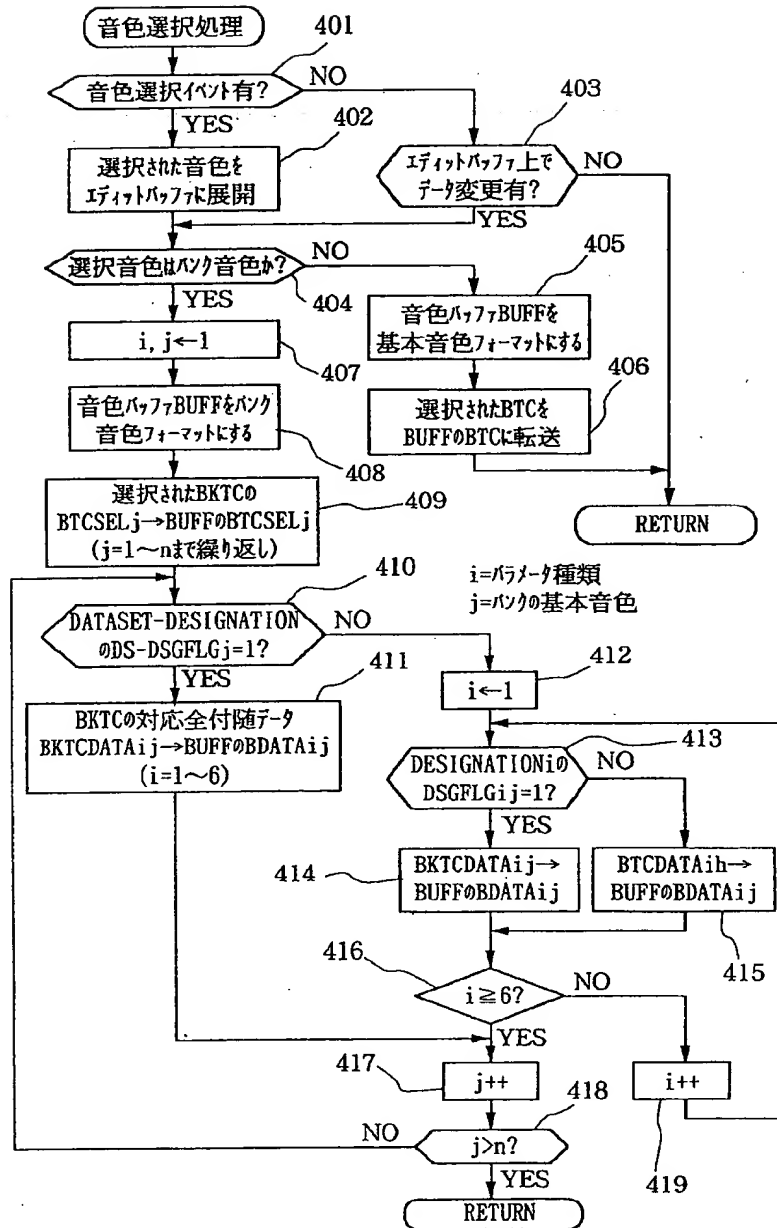 音色選択処理
401
音色選択イベント有?
NO
YES
402
403
選択された音色を
エディットバッファに展開
エディットバッファ上で
データ変更有?
NO
YES
選択音色はバンク音色か?
NO
404
YES
405
音色バッファBUFFを
基本音色フォーマットにする
i, j←1
407
406
選択されたBTCを
BUFFのBTCに転送
音色バッファBUFFをバンク
音色フォーマットにする
408
選択されたBKTCの
BTCSELj→BUFFのBTCSELj
(j=1～nまで繰り返し)
409
RETURN
410
i=パラメータ種類
j=バンクの基本音色
DATASET-DESIGNATION
のDS-DSGFLGj=1?
NO
YES
411
412
i←1
BKTCの対応全付随データ
BKTCDATAij→BUFFのBDATAij
(i=1～6)
413
DESIGNATIONiの
DSGFLGij=1?
NO
YES
414
BKTCDATAij→
BUFFのBDATAij
BTCDATAih→
BUFFのBDATAij
415
416
i≧6?
NO
YES
417
j++
i++
419
418
j>n?
NO
YES
RETURN